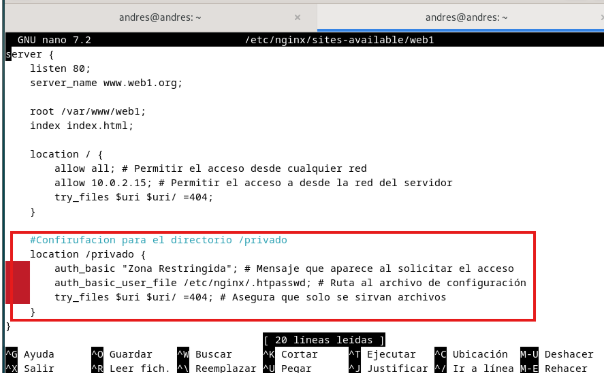 andres@andres: ~ × andres@andres: ~
GNU nano 7.2 /etc/nginx/sites-available/web1
server {
listen 80;
server_name www.web1.org;
root /var/www/web1;
index index.html;
location / {
allow all; # Permitir el acceso desde cualquier red
allow 10.0.2.15; # Permitir el acceso a desde la red del servidor
try_files $uri $uri/ =404;
}
#Confirufacion para el directorio /privado
location /privado {
auth_basic "Zona Restringida"; # Mensaje que aparece al solicitar el acceso
auth_basic_user_file /etc/nginx/.htpasswd; # Ruta al archivo de configuración
try_files $uri $uri/ =404; # Asegura que solo se sirvan archivos
}
}
[ 20 líneas leídas ]
^G Ayuda ^O Guardar ^W Buscar ^K Cortar ^T Ejecutar ^C Ubicación M-U Deshacer
^X Salir ^R Leer fich. ^\ Reemplazar ^U Pegar ^J Justificar ^/ Ir a línea M-E Rehacer